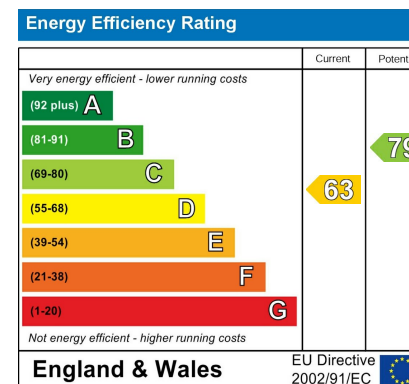 Energy Efficiency Rating
Current Potent
Very energy efficient - lower running costs
(92 plus) A
(81-91) B
79
(69-80) C
63
(55-68) D
(39-54) E
(21-38) F
(1-20) G
Not energy efficient - higher running costs
England & Wales
EU Directive
2002/91/EC